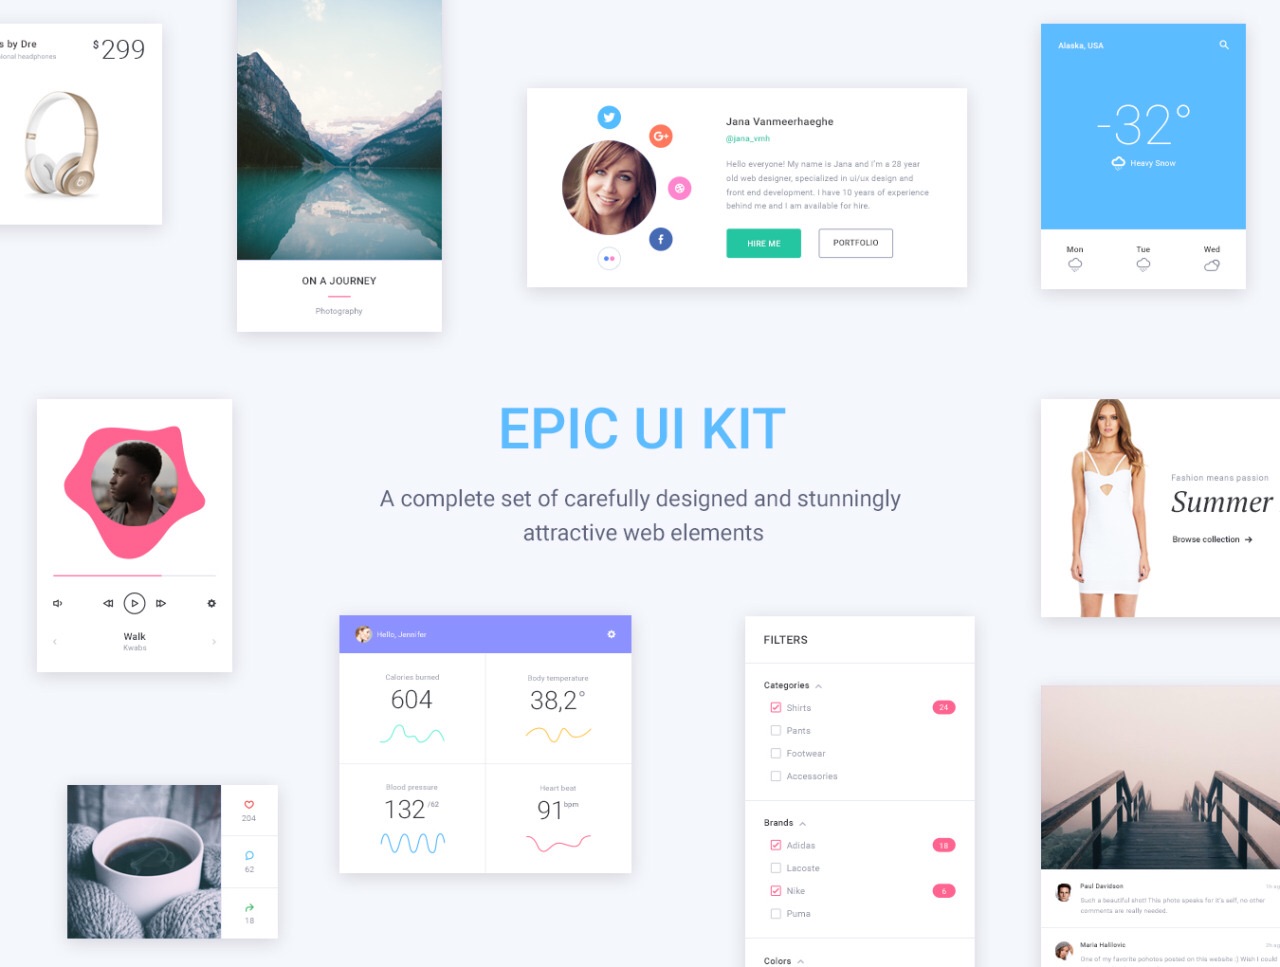 s by Dre
$299
ional headphones
ON A JOURNEY
Photography
Jana Vanmeerhaeghe
@jana_vmh
Hello everyone! My name is Jana and I'm a 28 year
old web designer, specialized in ui/ux design and
front end development. I have 10 years of experience
behind me and I am available for hire.
HIRE ME
PORTFOLIO
Alaska, USA
-32°
Heavy Snow
Mon
Tue
Wed
EPIC UI KIT
A complete set of carefully designed and stunningly
attractive web elements
Walk
Kwabs
Fashion means passion
Summer
Browse collection
Hello, Jennifer
Calories burned
604
Body temperature
38,2°
Blood pressure
132 /62
Heart beat
91 bpm
FILTERS
Categories
Shirts
24
Pants
Footwear
Accessories
Brands
Adidas
18
Lacoste
Nike
6
Puma
Colors
204
62
18
Paul Davidson
1h ag
Such a beautiful shot! This photo speaks for it's self, no other
comments are really needed.
Maria Halilovic
2h ag
One of my favorite pohotos posted on this website :) Wish I could